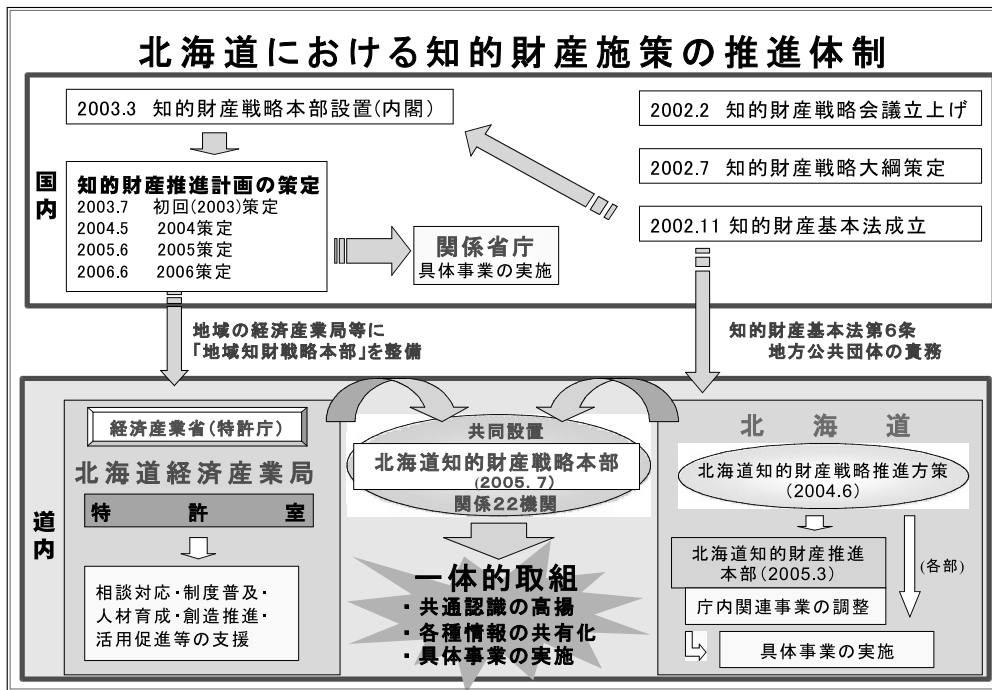 北海道における知的財産施策の推進体制
国内
2003.3 知的財産戦略本部設置(内閣)
知的財産推進計画の策定
2003.7 初回(2003)策定
2004.5 2004策定
2005.6 2005策定
2006.6 2006策定
関係省庁
具体事業の実施
2002.2 知的財産戦略会議立上げ
2002.7 知的財産戦略大綱策定
2002.11 知的財産基本法成立
地域の経済産業局等に
「地域知財戦略本部」を整備
知的財産基本法第6条
地方公共団体の責務
道内
経済産業省(特許庁)
北海道経済産業局
特許室
相談対応・制度普及・
人材育成・創造推進・
活用促進等の支援
共同設置
北海道知的財産戦略本部
(2005.7)
関係22機関
一体的取組
・共通認識の高揚
・各種情報の共有化
・具体事業の実施
北海道
北海道知的財産戦略推進方策
(2004.6)
北海道知的財産推進
本部(2005.3)
庁内関連事業の調整
(各部)
具体事業の実施